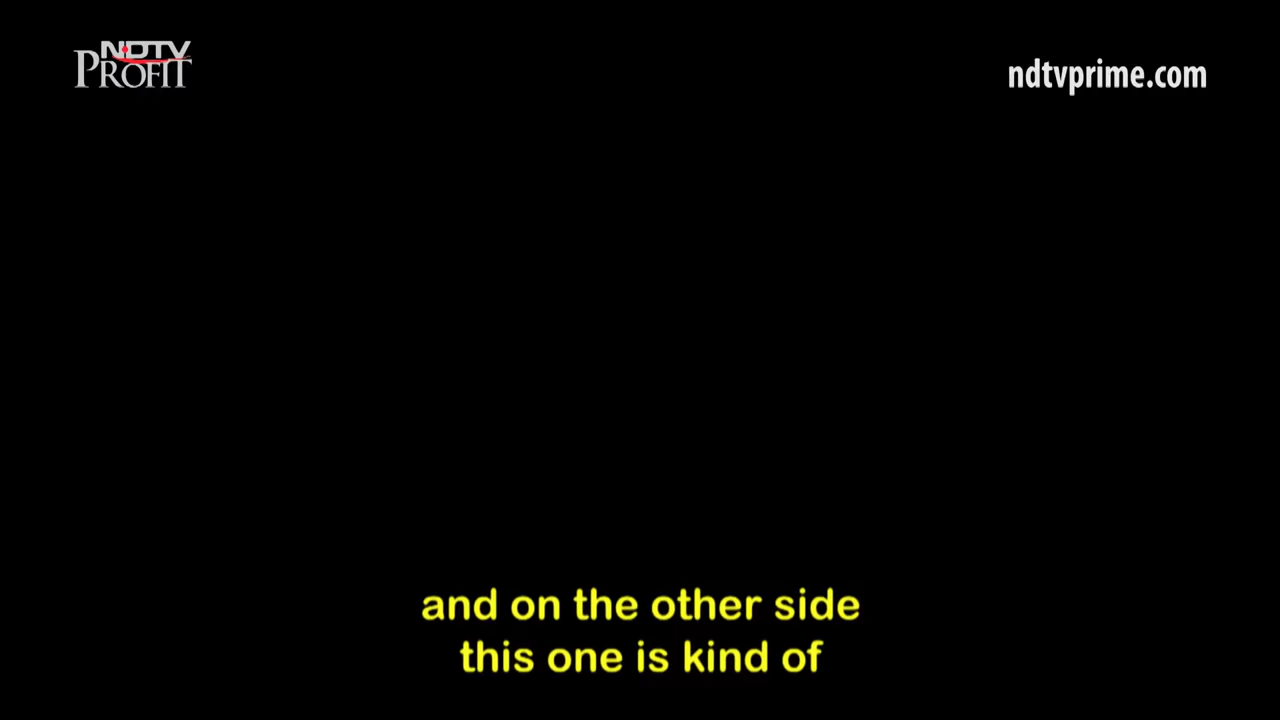 NDTV
PROFIT
ndtvprime.com
and on the other side
this one is kind of